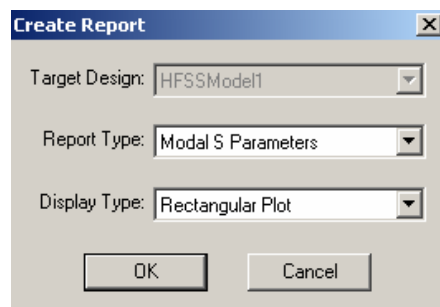 Create Report
Target Design: HFSSModel1
Report Type: Modal S Parameters
Display Type: Rectangular Plot
OK Cancel